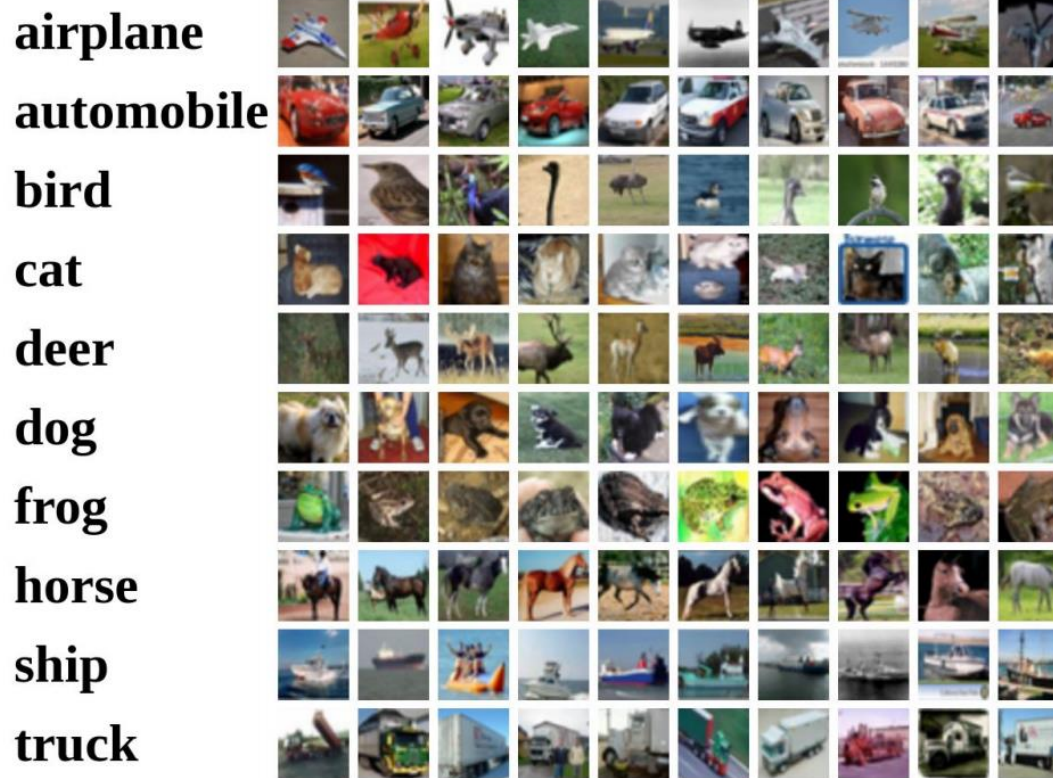 airplane
automobile
bird
cat
deer
dog
frog
horse
ship
truck